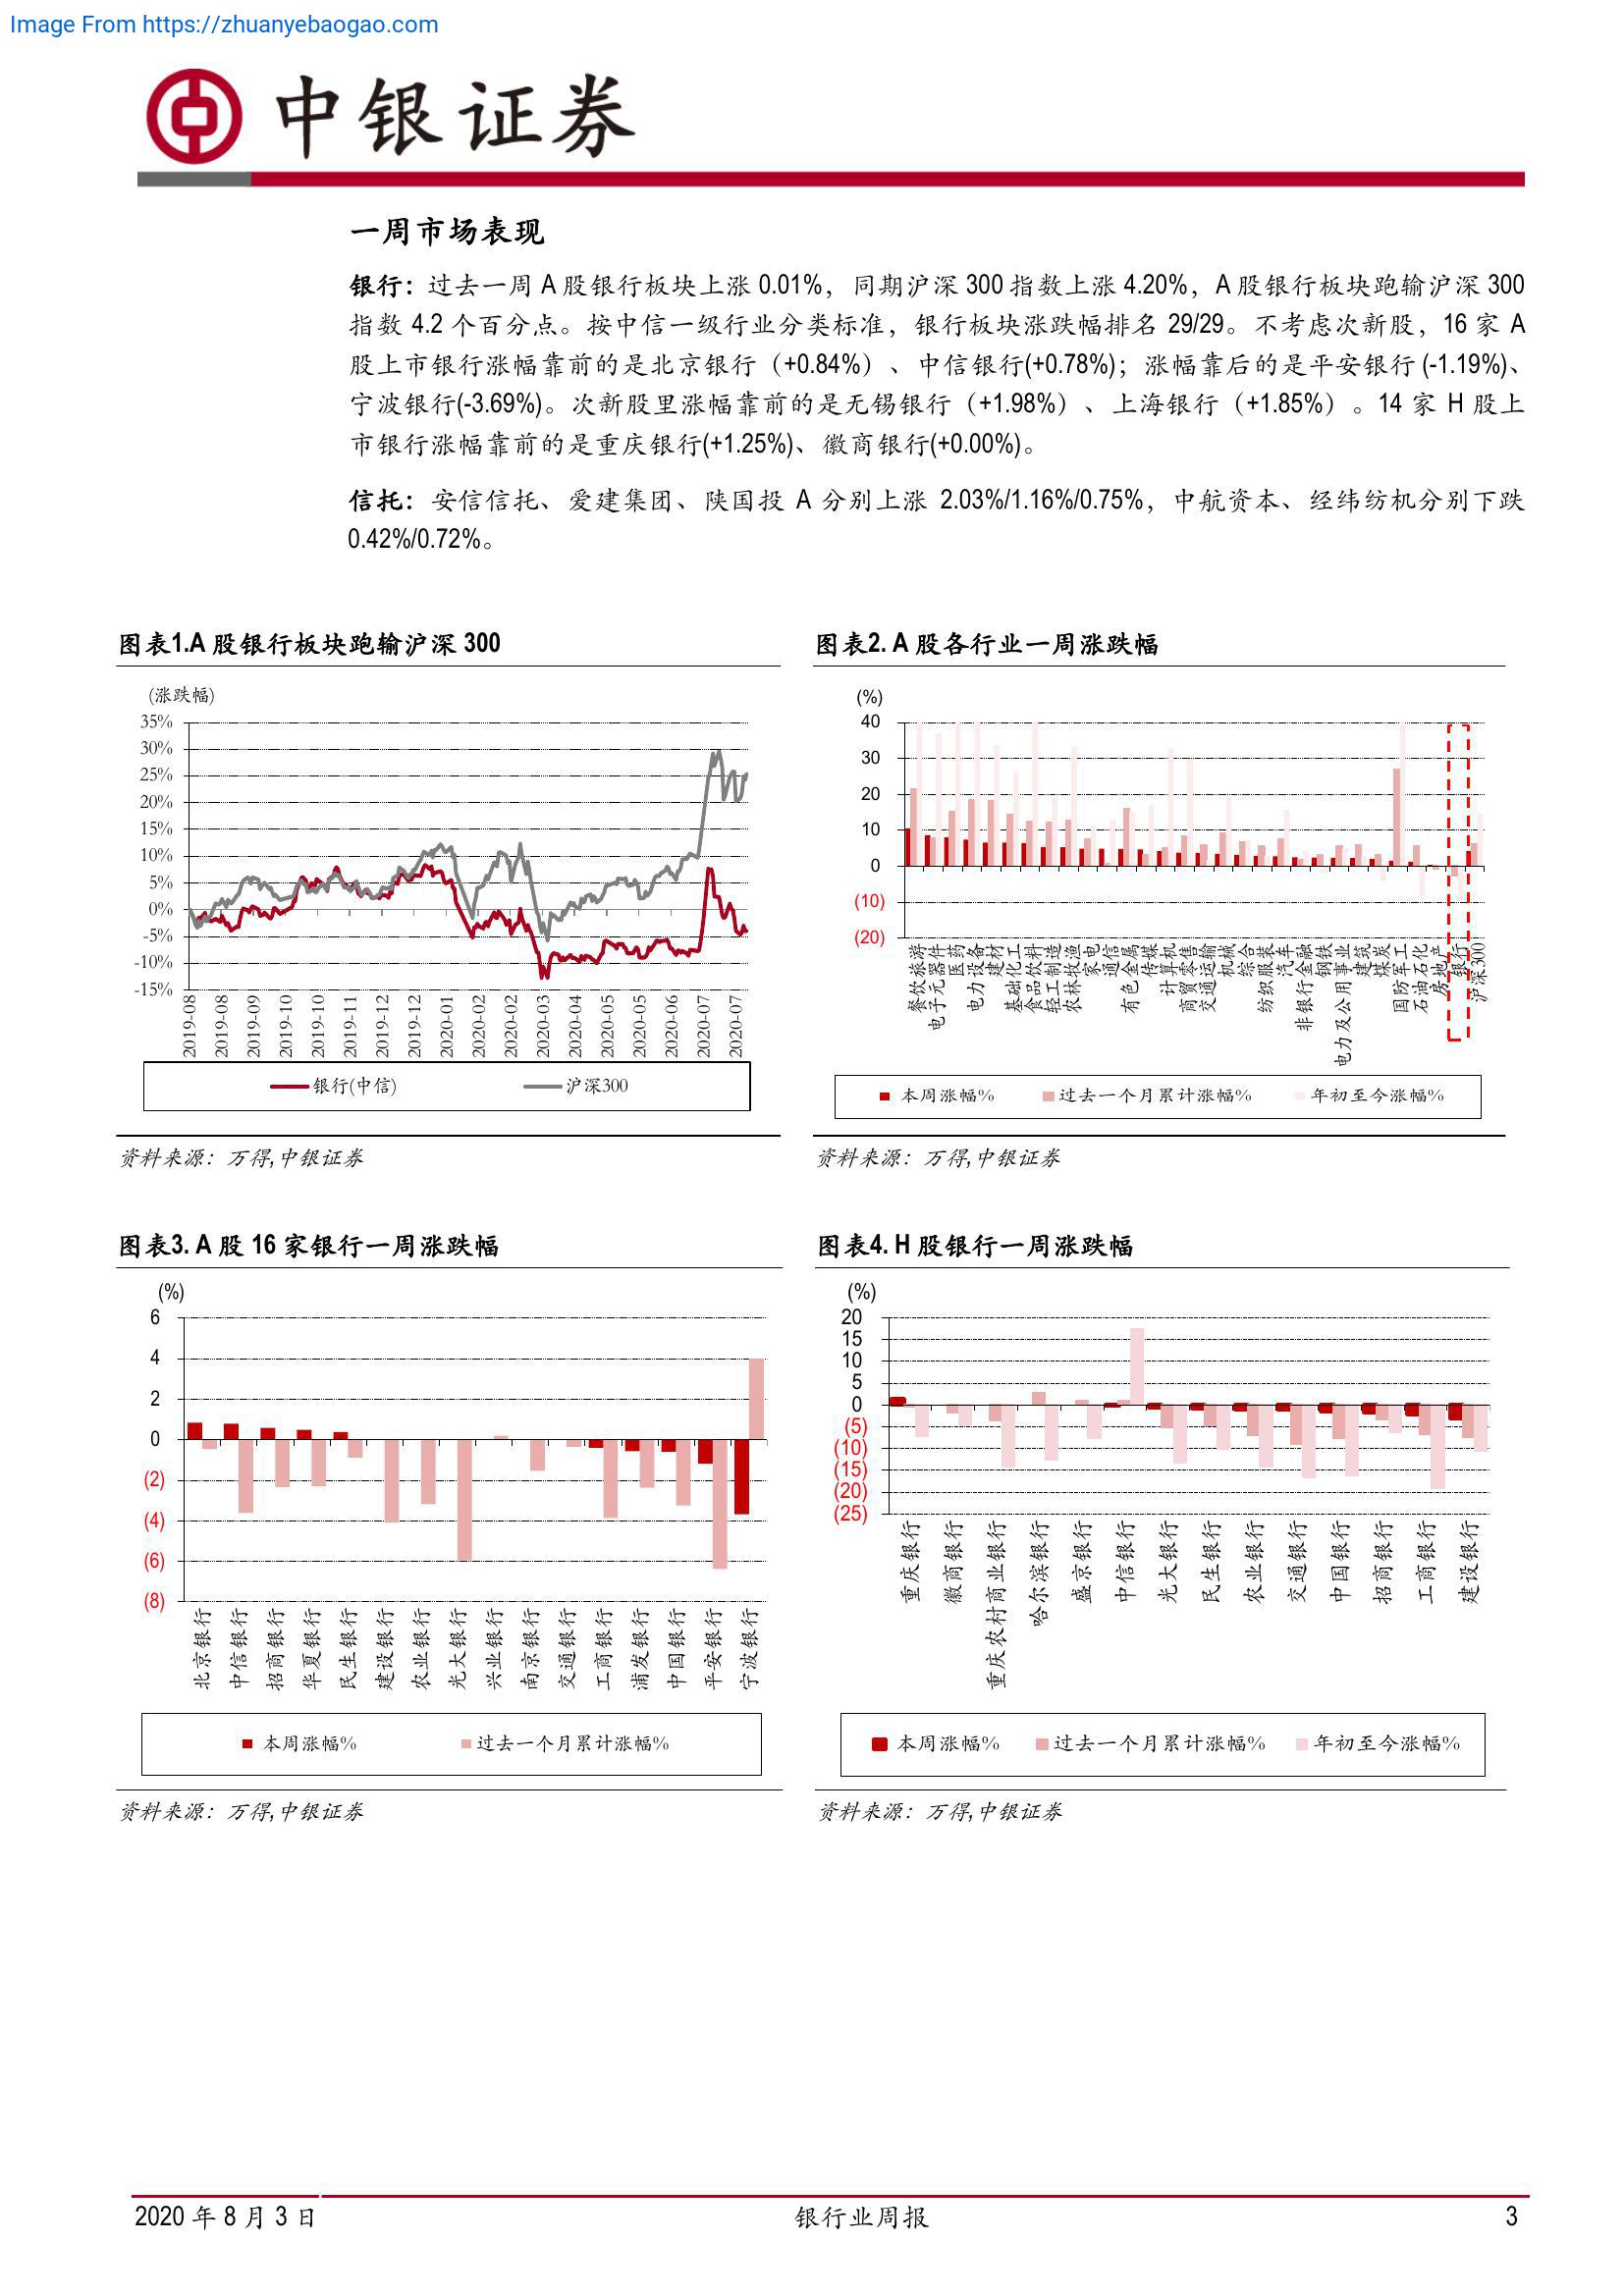 Image From https://zhuanyebaogao.com
中银证券
一周市场表现
银行：过去一周 A 股银行板块上涨 0.01%，同期沪深 300 指数上涨 4.20%，A 股银行板块跑输沪深 300
指数 4.2 个百分点。按中信一级行业分类标准，银行板块涨跌幅排名 29/29。不考虑次新股，16 家 A
股上市银行涨幅靠前的是北京银行（+0.84%）、中信银行(+0.78%)；涨幅靠后的是平安银行 (-1.19%)、
宁波银行(-3.69%)。次新股里涨幅靠前的是无锡银行（+1.98%）、上海银行（+1.85%）。14 家 H 股上
市银行涨幅靠前的是重庆银行(+1.25%)、徽商银行(+0.00%)。
信托：安信信托、爱建集团、陕国投 A 分别上涨 2.03%/1.16%/0.75%，中航资本、经纬纺机分别下跌
0.42%/0.72%。
图表1.A 股银行板块跑输沪深 300
(涨跌幅)
35%
30%
25%
20%
15%
10%
5%
0%
-5%
-10%
-15%
2019-08
2019-08
2019-09
2019-10
2019-10
2019-11
2019-12
2019-12
2020-01
2020-02
2020-02
2020-03
2020-04
2020-05
2020-05
2020-06
2020-07
2020-07
银行(中信)
沪深300
资料来源：万得,中银证券
图表2. A 股各行业一周涨跌幅
(%)
40
30
20
10
0
(10)
(20)
餐饮旅游
电子元器件
医药
电力设备
建材
基础化工
食品饮料
轻工制造
农林牧渔
家电
通信
有色金属
传媒
计算机
商贸零售
交通运输
机械
综合
纺织服装
汽车
非银行金融
钢铁
电力及公用事业
建筑
煤炭
国防军工
石油石化
房地产
银行
沪深300
本周涨幅%
过去一个月累计涨幅%
年初至今涨幅%
资料来源：万得,中银证券
图表3. A 股 16 家银行一周涨跌幅
(%)
6
4
2
0
(2)
(4)
(6)
(8)
北京银行
中信银行
招商银行
华夏银行
民生银行
建设银行
农业银行
光大银行
兴业银行
南京银行
交通银行
工商银行
浦发银行
中国银行
平安银行
宁波银行
本周涨幅%
过去一个月累计涨幅%
资料来源：万得,中银证券
图表4. H 股银行一周涨跌幅
(%)
20
15
10
5
0
(5)
(10)
(15)
(20)
(25)
重庆银行
徽商银行
重庆农村商业银行
哈尔滨银行
盛京银行
中信银行
光大银行
民生银行
农业银行
交通银行
中国银行
招商银行
工商银行
建设银行
本周涨幅%
过去一个月累计涨幅%
年初至今涨幅%
资料来源：万得,中银证券
2020 年 8 月 3 日
银行业周报
3